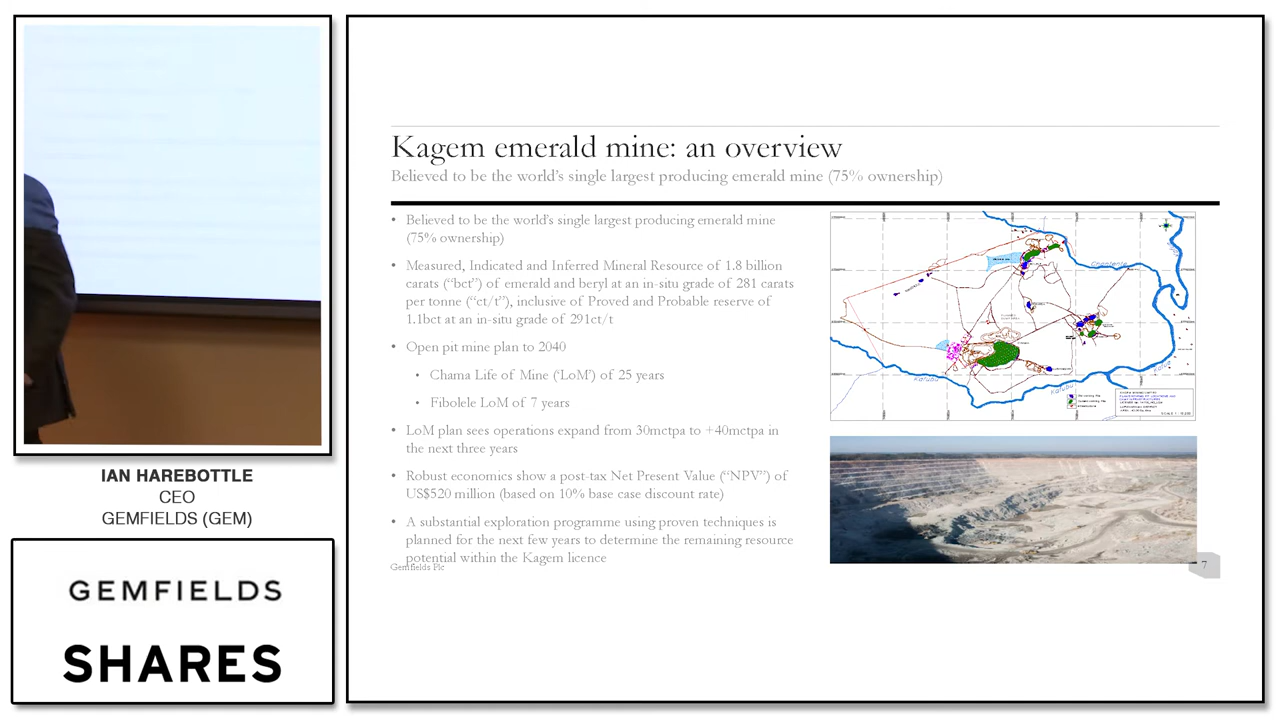 IAN HAREBOTTLE
CEO
GEMFIELDS (GEM)
GEMFIELDS
SHARES
Kagem emerald mine: an overview
Believed to be the world's single largest producing emerald mine (75% ownership)
• Believed to be the world's single largest producing emerald mine
(75% ownership)
• Measured, Indicated and Inferred Mineral Resource of 1.8 billion
carats ("bct") of emerald and beryl at an in-situ grade of 281 carats
per tonne ("ct/t"), inclusive of Proved and Probable reserve of
1.1bct at an in-situ grade of 291ct/t
• Open pit mine plan to 2040
• Chama Life of Mine ('LoM') of 25 years
• Fibolele LoM of 7 years
• LoM plan sees operations expand from 30mctpa to +40mctpa in
the next three years
• Robust economics show a post-tax Net Present Value ("NPV") of
US$520 million (based on 10% base case discount rate)
• A substantial exploration programme using proven techniques is
planned for the next few years to determine the remaining resource
potential within the Kagem licence
Gemfields Plc
Kafubu
Kafubu
7